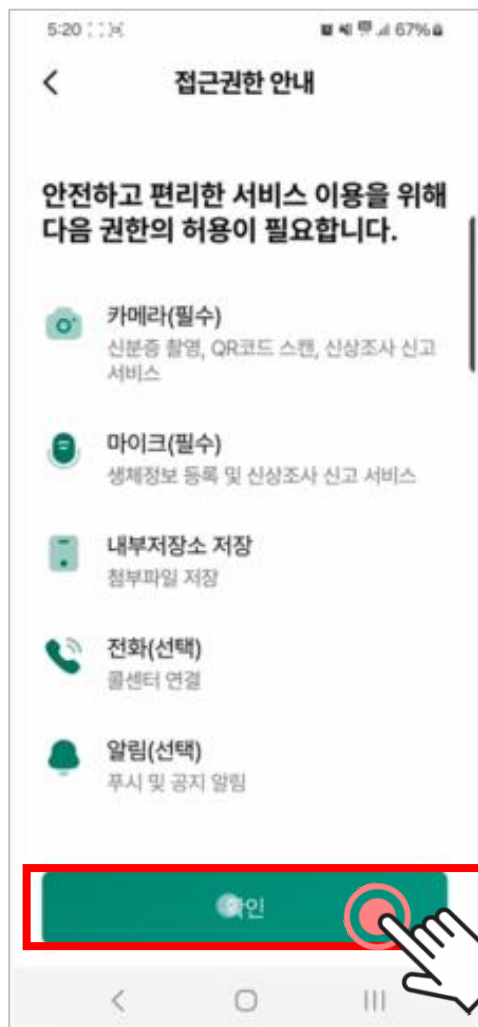 5:20
67%
접근권한 안내
안전하고 편리한 서비스 이용을 위해
다음 권한의 허용이 필요합니다.
카메라(필수)
신분증 촬영, QR코드 스캔, 신상조사 신고
서비스
마이크(필수)
생체정보 등록 및 신상조사 신고 서비스
내부저장소 저장
첨부파일 저장
전화(선택)
콜센터 연결
알림(선택)
푸시 및 공지 알림
확인